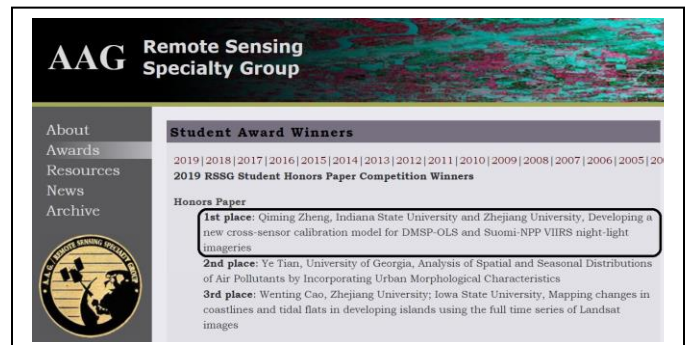 AAG Remote Sensing
Specialty Group
About
Awards
Resources
News
Archive
Student Award Winners
2019|2018|2017|2016|2015|2014|2013|2012|2011|2010|2009|2008|2007|2006|2005|20
2019 RSSG Student Honors Paper Competition Winners
Honors Paper
1st place: Qiming Zheng, Indiana State University and Zhejiang University, Developing a
new cross-sensor calibration model for DMSP-OLS and Suomi-NPP VIIRS night-light
imageries
2nd place: Ye Tian, University of Georgia, Analysis of Spatial and Seasonal Distributions
of Air Pollutants by Incorporating Urban Morphological Characteristics
3rd place: Wenting Cao, Zhejiang University; Iowa State University, Mapping changes in
coastlines and tidal flats in developing islands using the full time series of Landsat
images
REMOTE SENSING